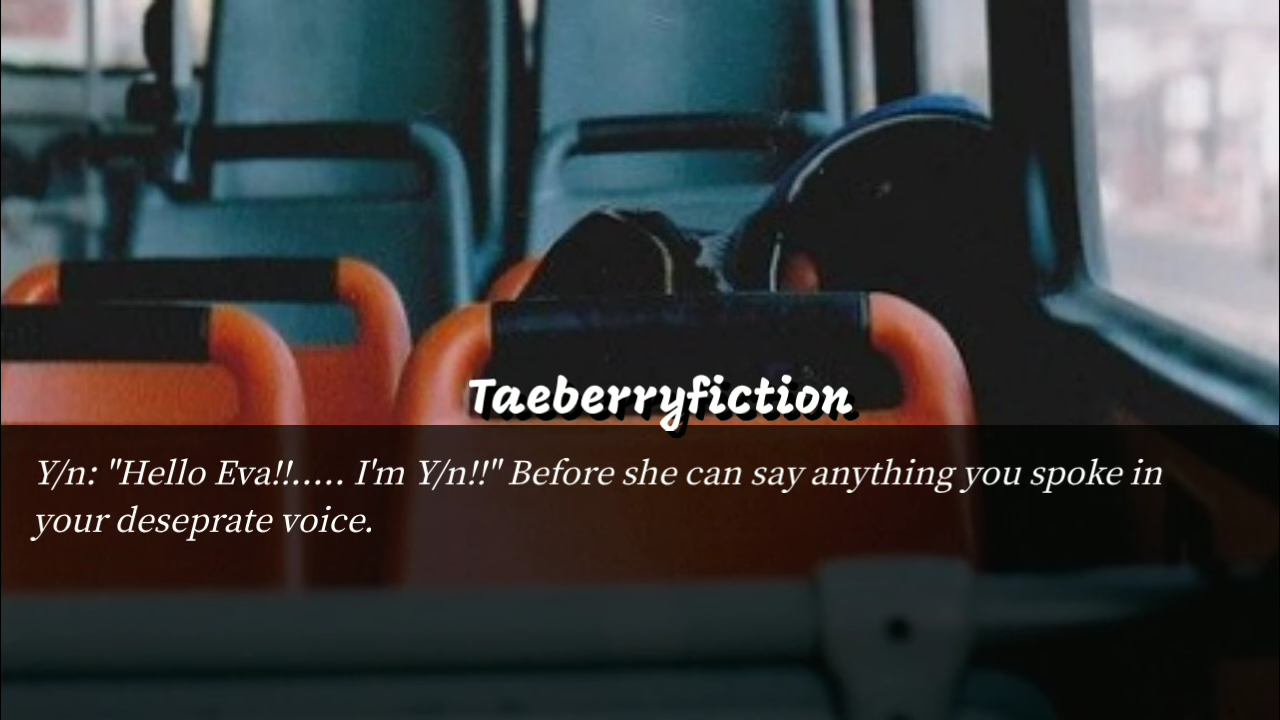 Taeberryfiction
Y/n: "Hello Eva!!..... I'm Y/n!!" Before she can say anything you spoke in
your deseprate voice.